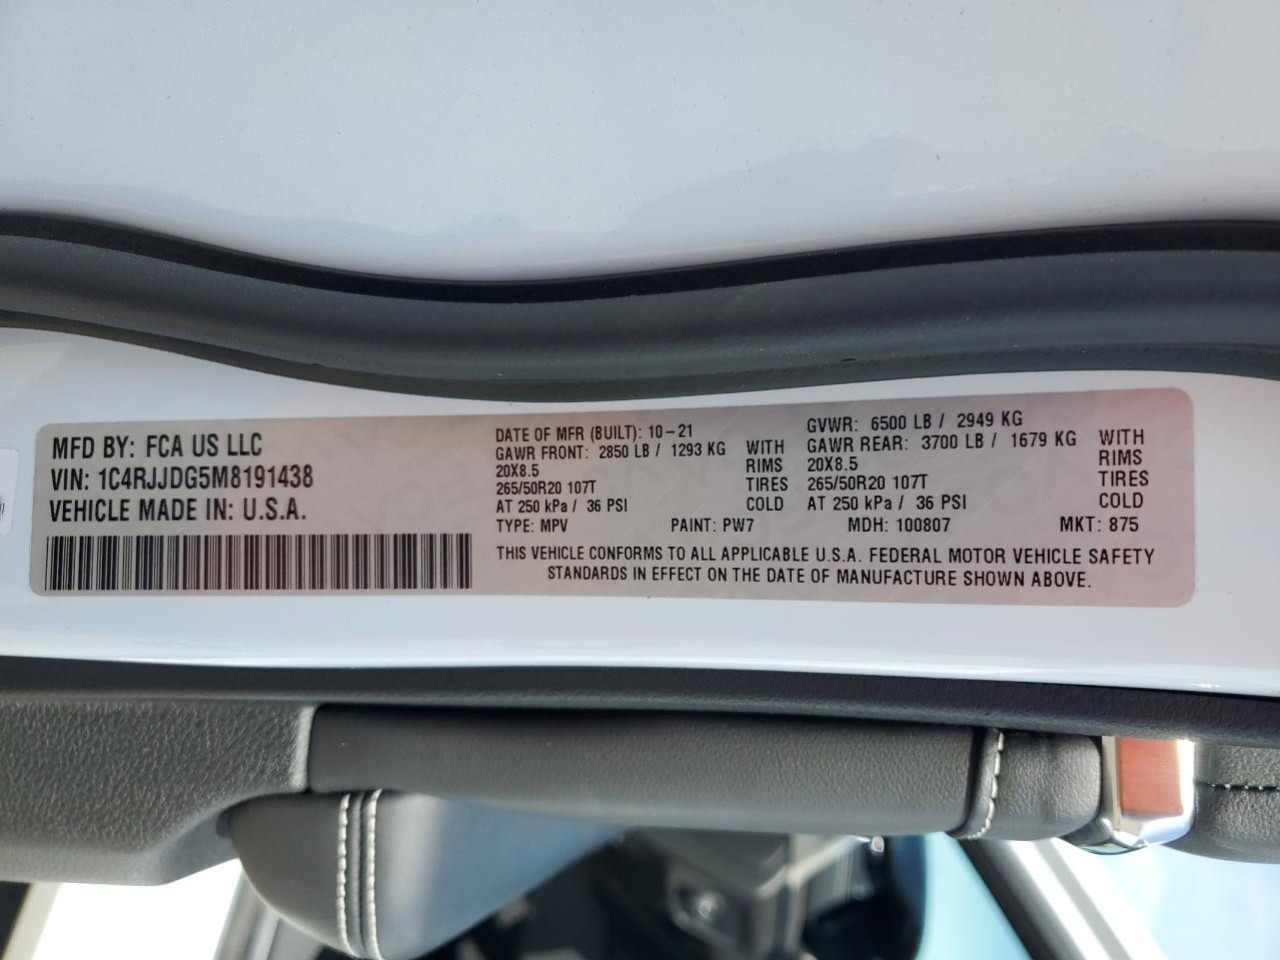 MFD BY: FCA US LLC
VIN: 1C4RJJDG5M8191438
VEHICLE MADE IN: U.S.A.
DATE OF MFR (BUILT): 10-21
GAWR FRONT: 2850 LB / 1293 KG WITH
20X8.5 RIMS
265/50R20 107T TIRES
AT 250 kPa / 36 PSI COLD
GVWR: 6500 LB / 2949 KG
GAWR REAR: 3700 LB / 1679 KG WITH
20X8.5 RIMS
265/50R20 107T TIRES
AT 250 kPa / 36 PSI COLD
TYPE: MPV PAINT: PW7 MDH: 100807 MKT: 875
THIS VEHICLE CONFORMS TO ALL APPLICABLE U.S.A. FEDERAL MOTOR VEHICLE SAFETY
STANDARDS IN EFFECT ON THE DATE OF MANUFACTURE SHOWN ABOVE.